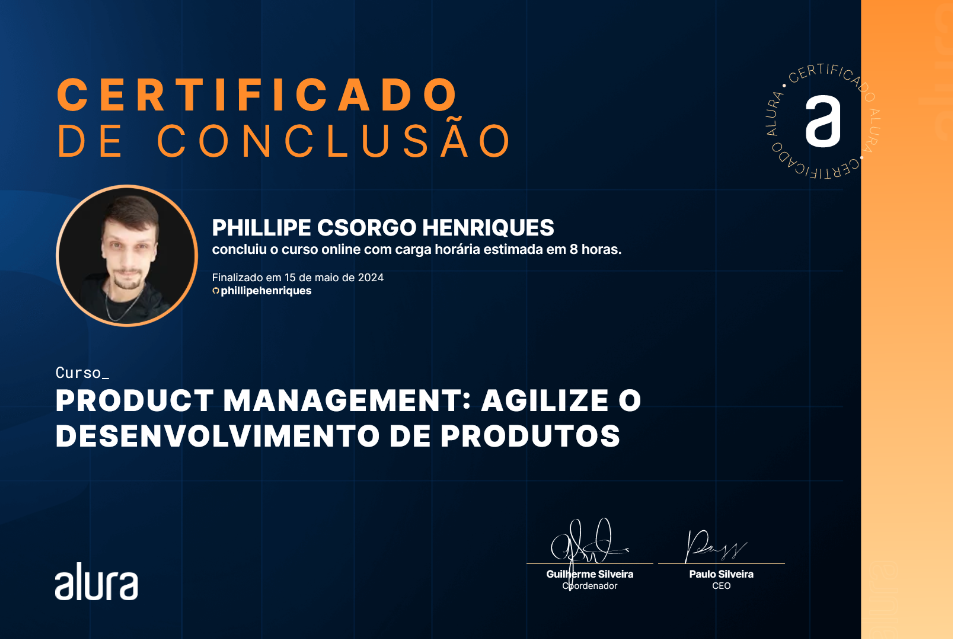 CERTIFICADO
DE CONCLUSÃO
CERTIFICADO ALURA • CERTIFICADO ALURA •
a
PHILLIPE CSORGO HENRIQUES
concluiu o curso online com carga horária estimada em 8 horas.
Finalizado em 15 de maio de 2024
phillipehenriques
Curso_
PRODUCT MANAGEMENT: AGILIZE O
DESENVOLVIMENTO DE PRODUTOS
Guilherme Silveira
Coordenador
Paulo Silveira
CEO
alura